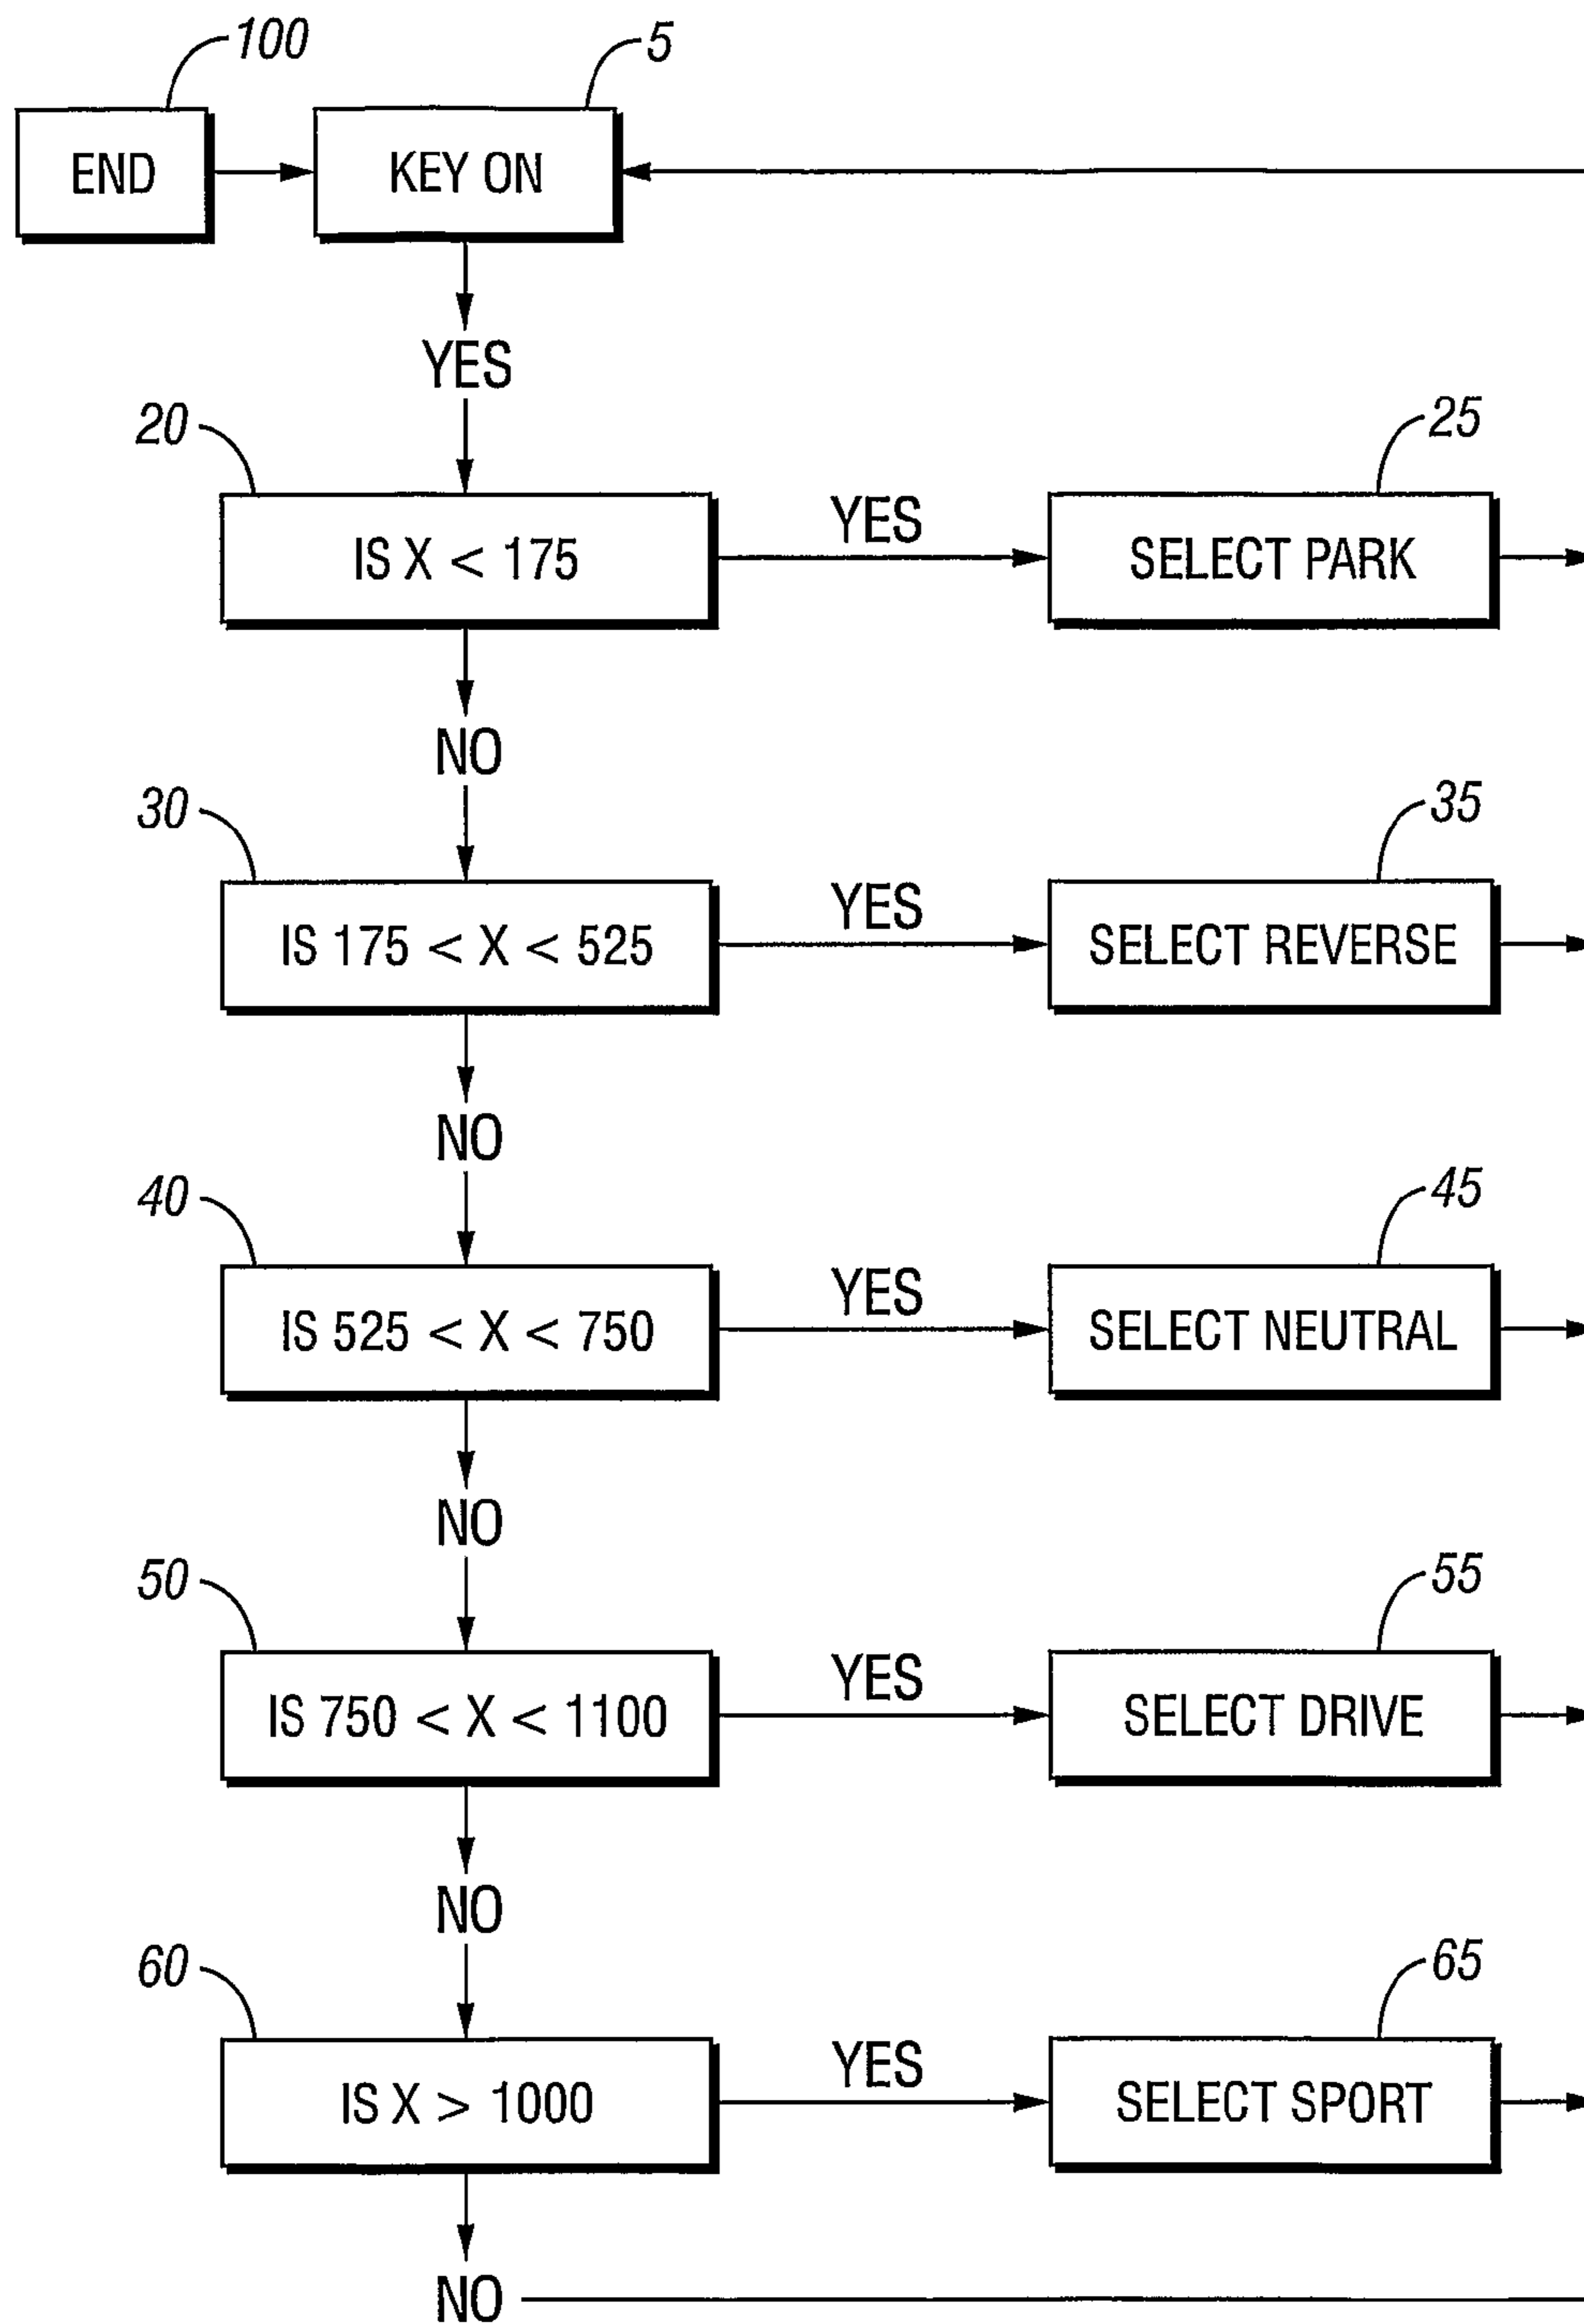 100
5
END
KEY ON
YES
20
25
IS X < 175
YES
SELECT PARK
NO
30
35
IS 175 < X < 525
YES
SELECT REVERSE
NO
40
45
IS 525 < X < 750
YES
SELECT NEUTRAL
NO
50
55
IS 750 < X < 1100
YES
SELECT DRIVE
NO
60
65
IS X > 1000
YES
SELECT SPORT
NO